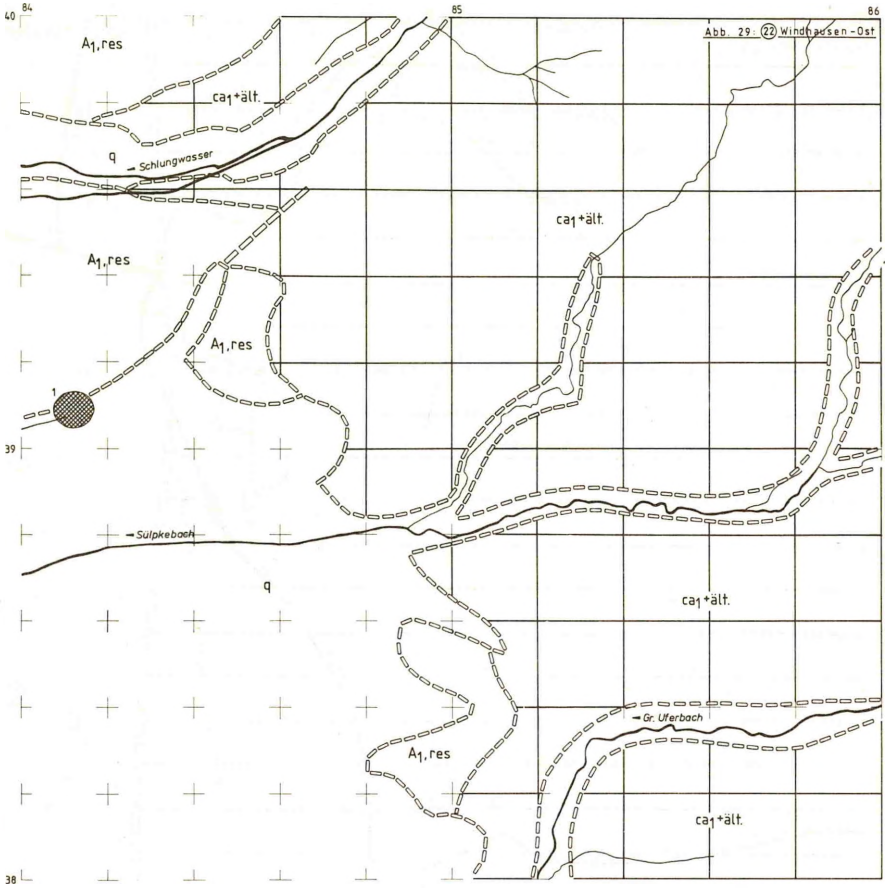 84
85
86
40
Abb. 29: 22 Windhausen-Ost
A1,res
ca1+ält.
q
Schlungwasser
ca1+ält.
A1,res
A1,res
1
39
Sülpkebach
q
ca1+ält.
Gr. Uferbach
A1,res
ca1+ält.
38